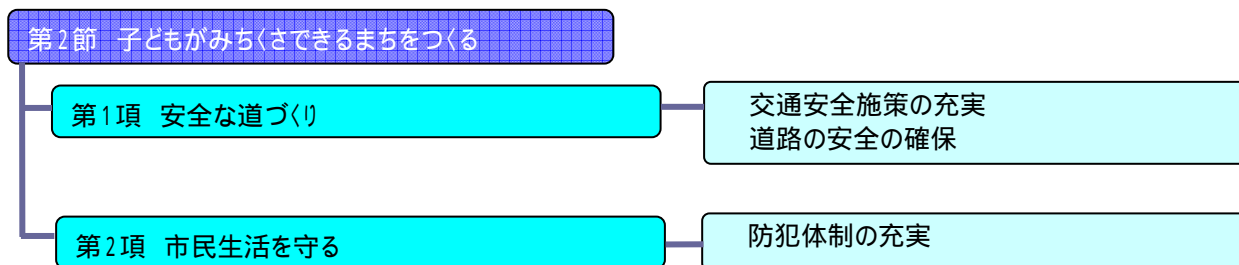 第2節 子どもがみちくさできるまちをつくる
第1項 安全な道づくり
交通安全施策の充実
道路の安全の確保
第2項 市民生活を守る
防犯体制の充実